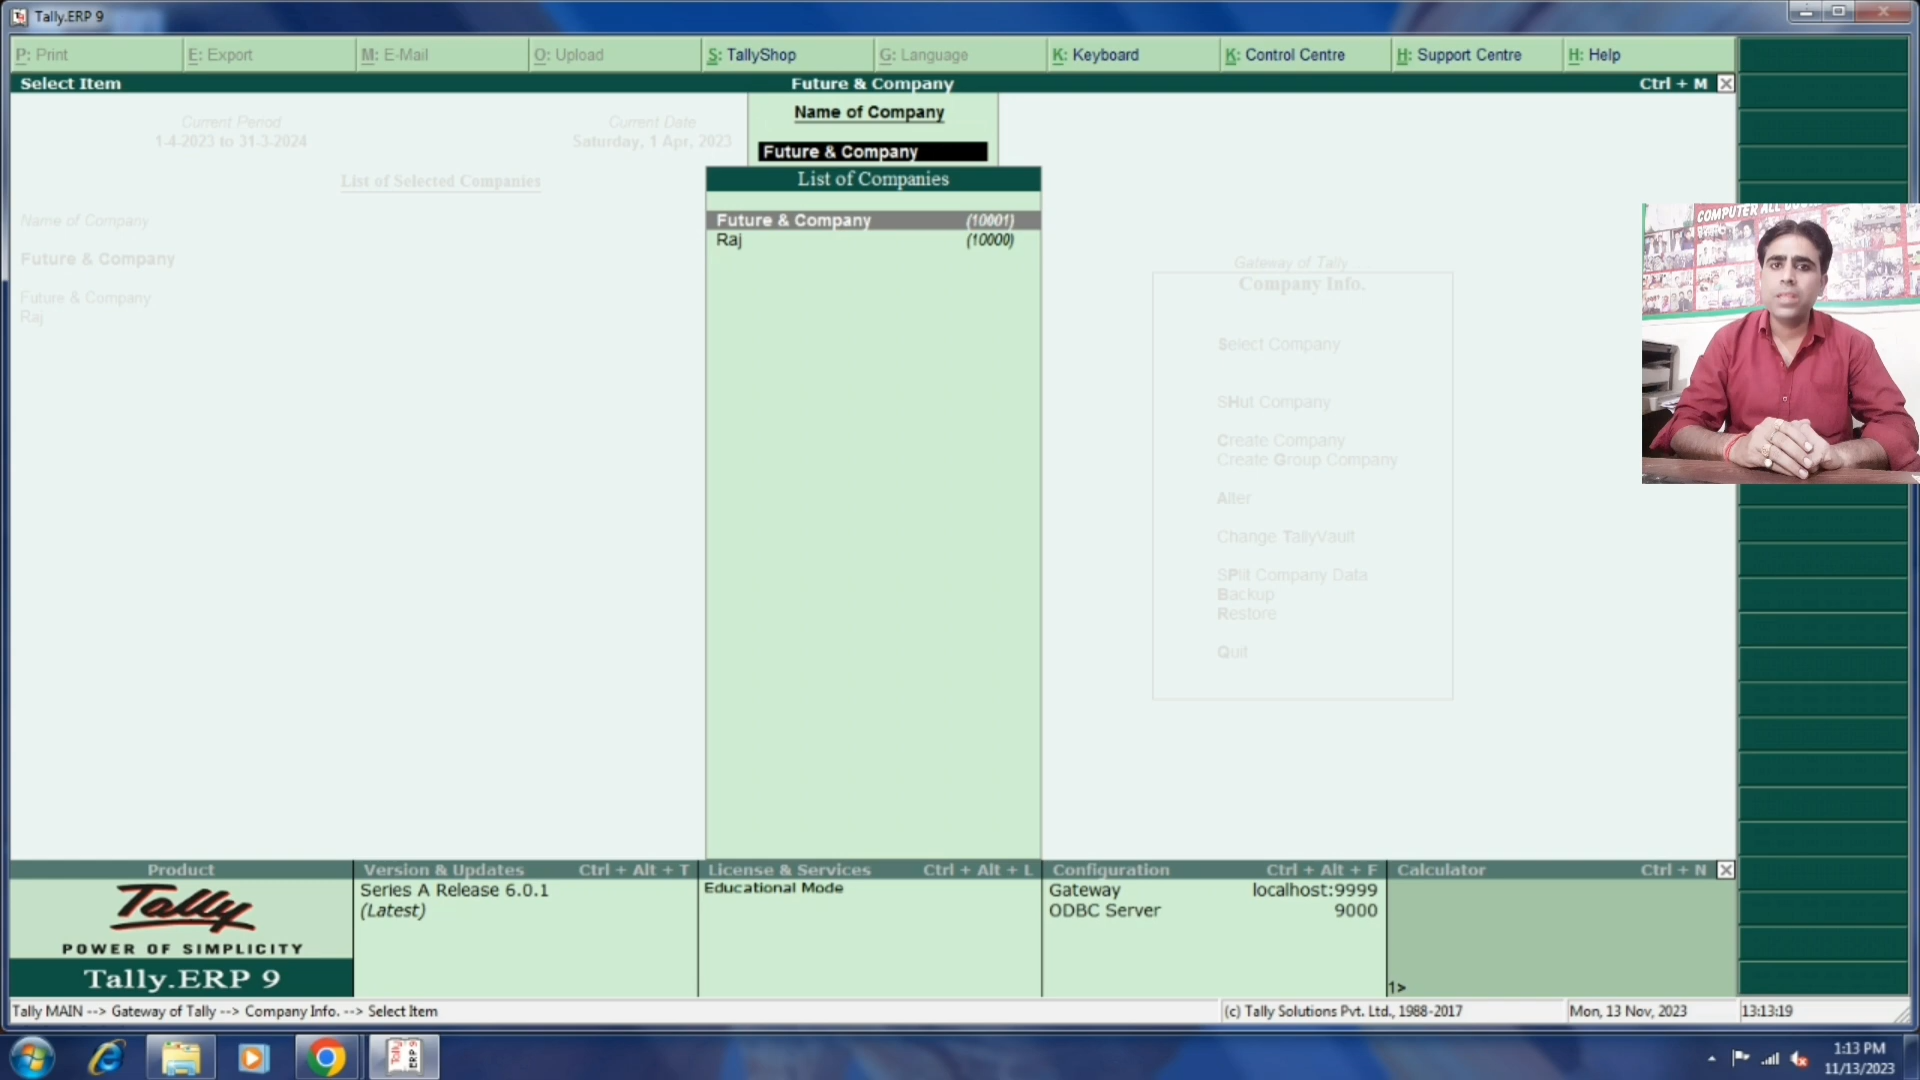 Tally.ERP 9
P: Print E: Export M: E-Mail O: Upload S: TallyShop G: Language K: Keyboard K: Control Centre H: Support Centre H: Help
Select Item Future & Company Ctrl + M
Name of Company
Future & Company
List of Companies
Future & Company (10001)
Raj (10000)
Current Period
1-4-2023 to 31-3-2024
Current Date
Saturday, 1 Apr, 2023
List of Selected Companies
Name of Company
Future & Company
Future & Company
Raj
Gateway of Tally
Company Info.
Select Company
SHut Company
Create Company
Create Group Company
Alter
Change TallyVault
SPlit Company Data
Backup
Restore
Quit
COMPUTER ALL
Product
Tally
POWER OF SIMPLICITY
Tally.ERP 9
Version & Updates Ctrl + Alt + T
Series A Release 6.0.1
(Latest)
License & Services Ctrl + Alt + L
Educational Mode
Configuration Ctrl + Alt + F
Gateway localhost:9999
ODBC Server 9000
Calculator Ctrl + N
1>
Tally MAIN --> Gateway of Tally --> Company Info. --> Select Item (c) Tally Solutions Pvt. Ltd., 1988-2017 Mon, 13 Nov, 2023 13:13:19
Tally ERP 9
1:13 PM
11/13/2023